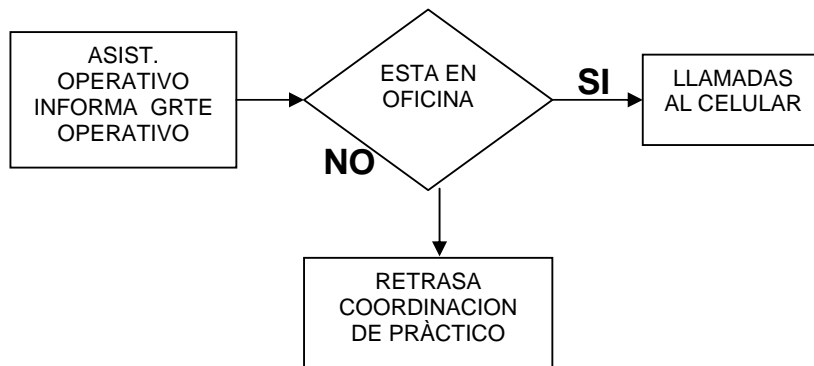 ASIST.
OPERATIVO
INFORMA GRTE
OPERATIVO
ESTA EN
OFICINA
SI
LLAMADAS
AL CELULAR
NO
RETRASA
COORDINACION
DE PRÀCTICO